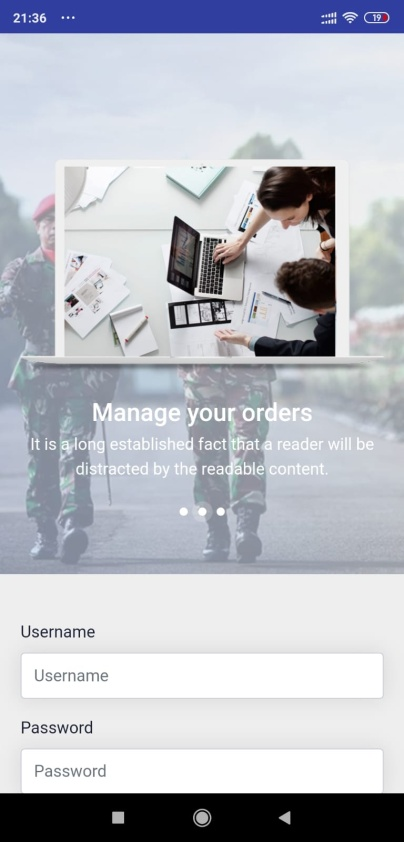 21:36
19
Manage your orders
It is a long established fact that a reader will be
distracted by the readable content.
Username
Username
Password
Password